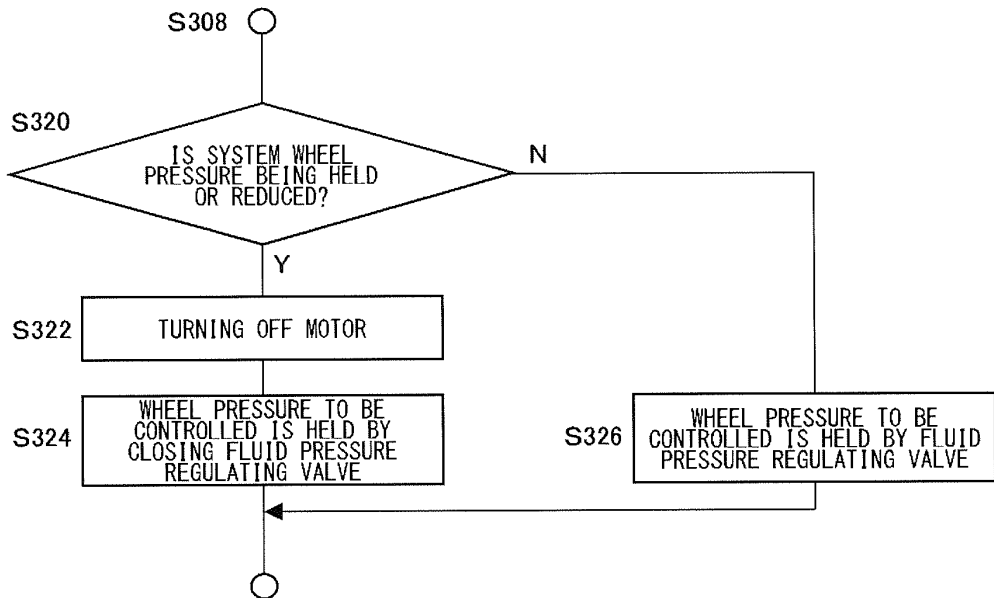 S308
S320
IS SYSTEM WHEEL
PRESSURE BEING HELD
OR REDUCED?
N
Y
S322
TURNING OFF MOTOR
S324
WHEEL PRESSURE TO BE
CONTROLLED IS HELD BY
CLOSING FLUID PRESSURE
REGULATING VALVE
S326
WHEEL PRESSURE TO BE
CONTROLLED IS HELD BY FLUID
PRESSURE REGULATING VALVE